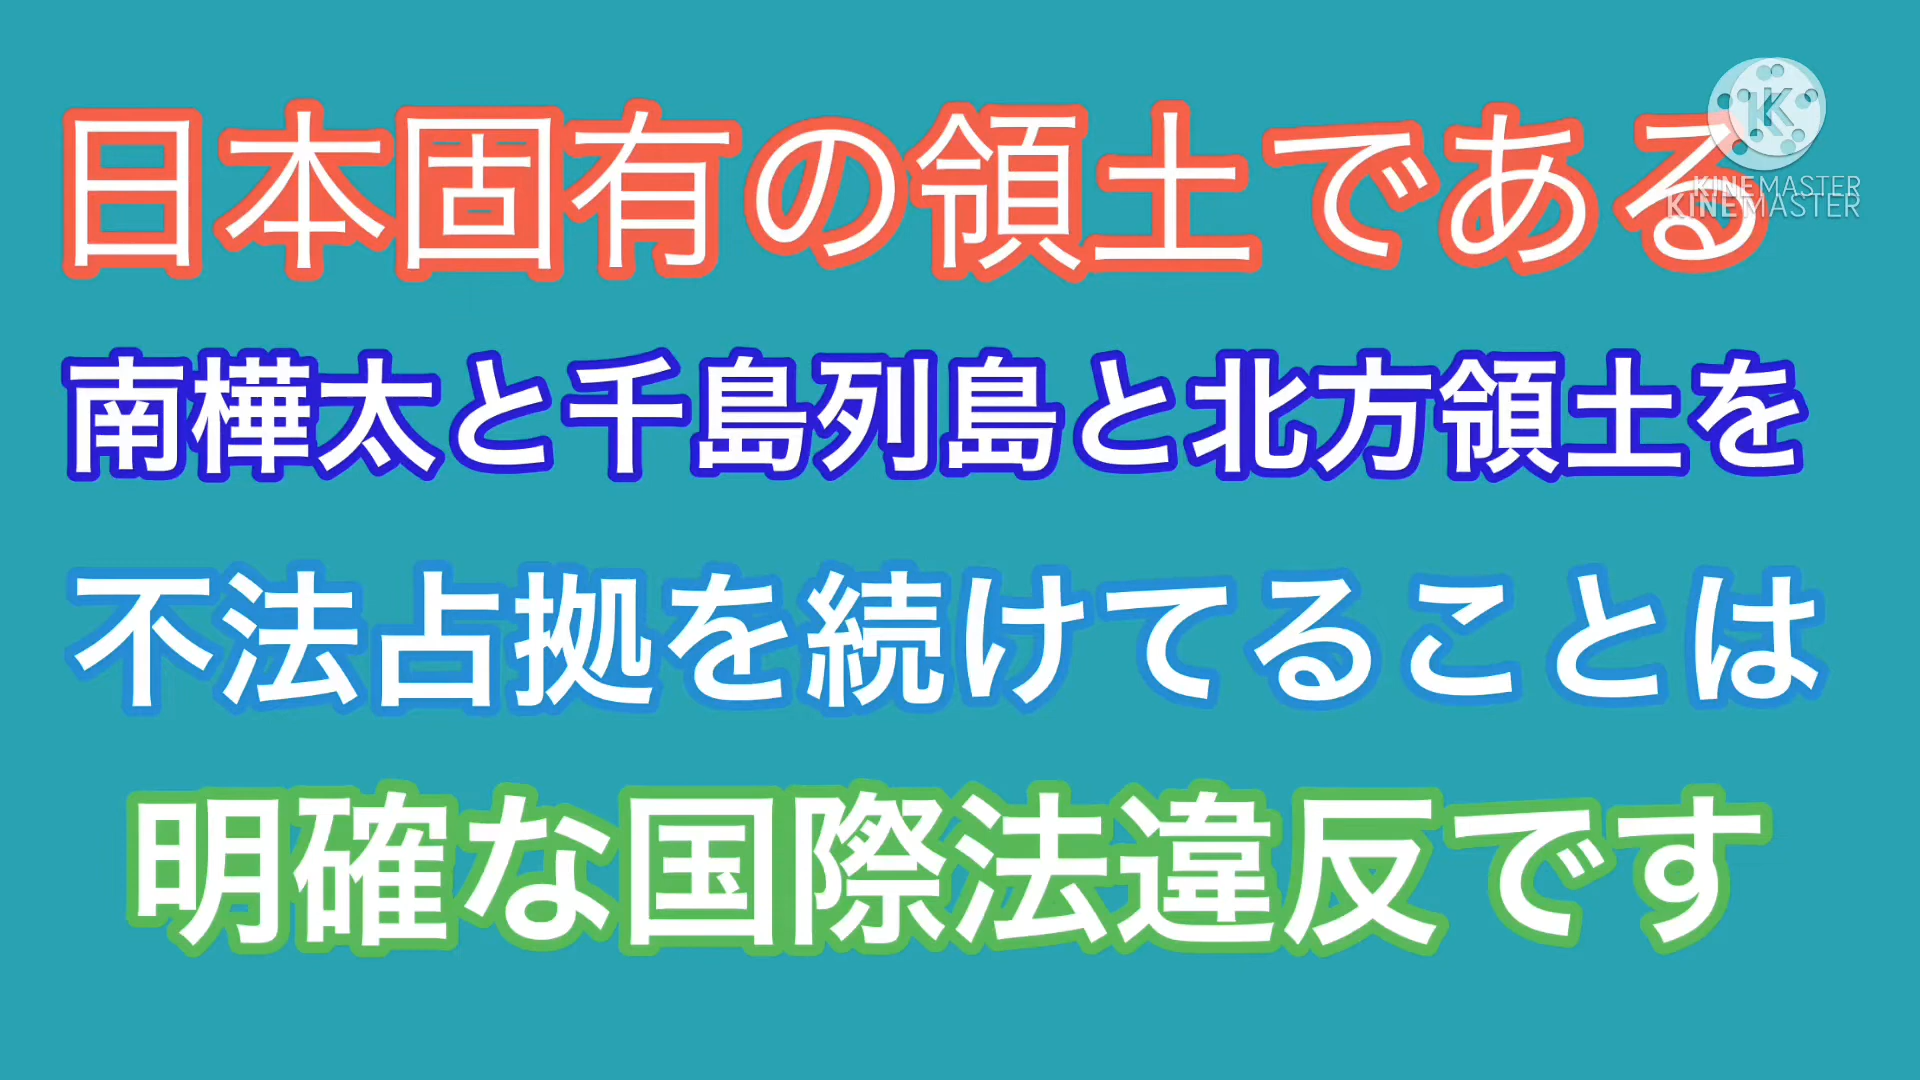 日本固有の領土である
KINEMASTER
KINEMASTER
南樺太と千島列島と北方領土を
不法占拠を続けてることは
明確な国際法違反です